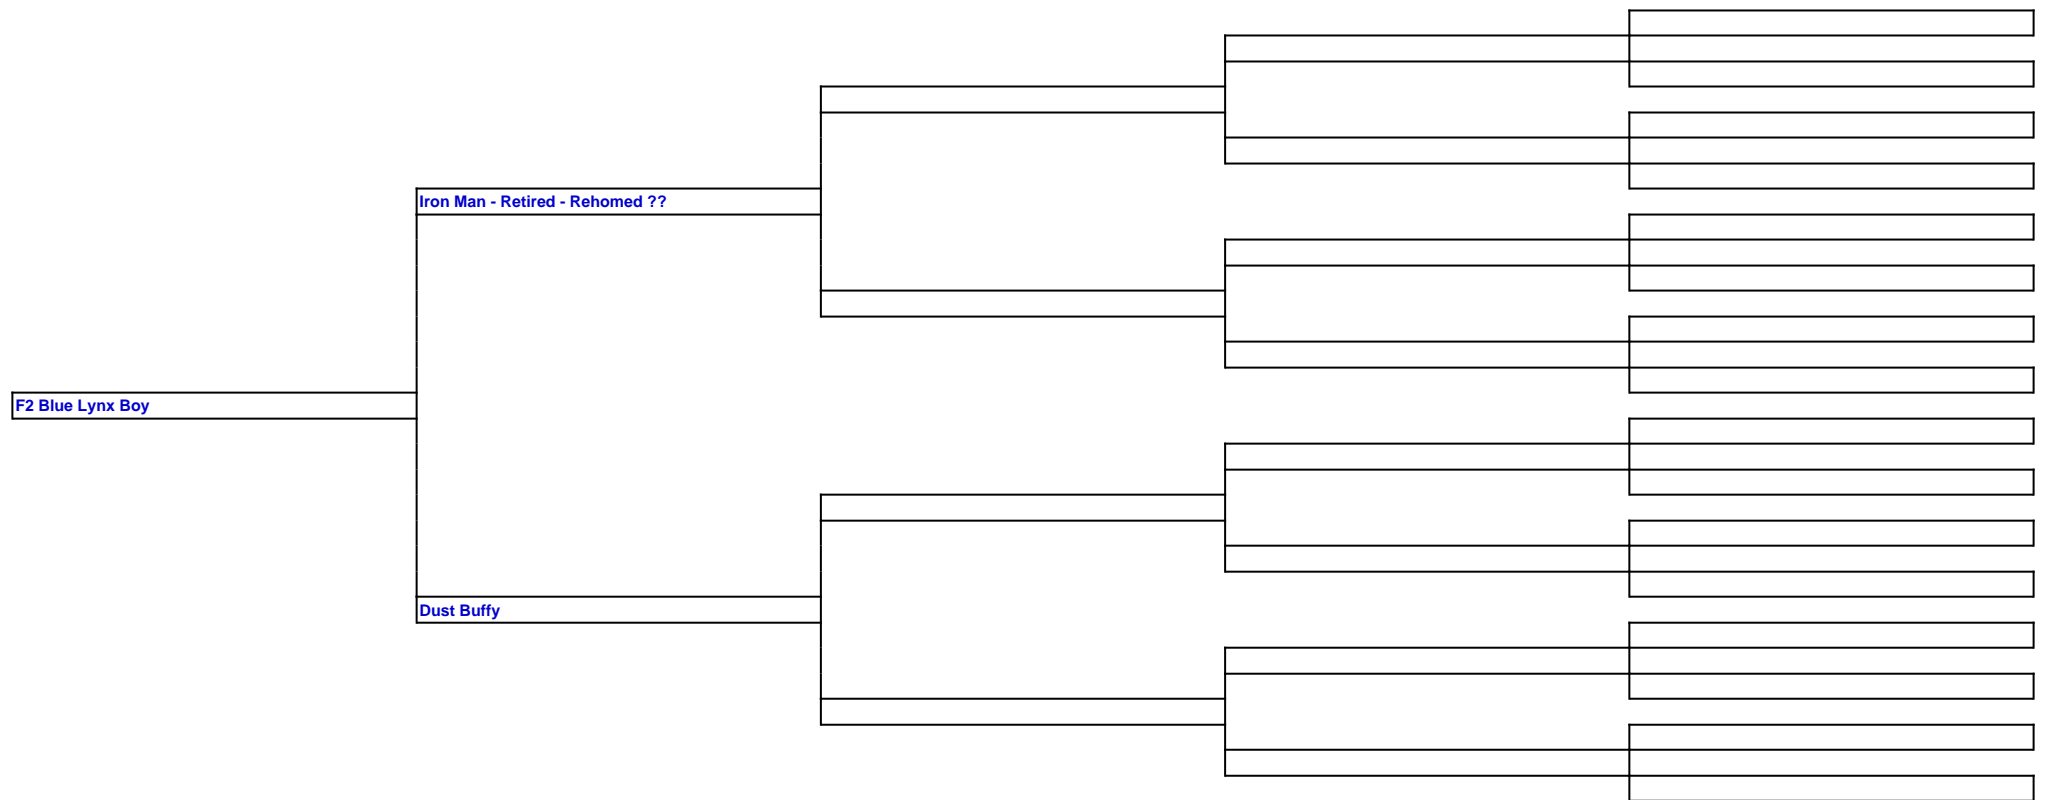 Iron Man - Retired - Rehomed ??
F2 Blue Lynx Boy
Dust Buffy